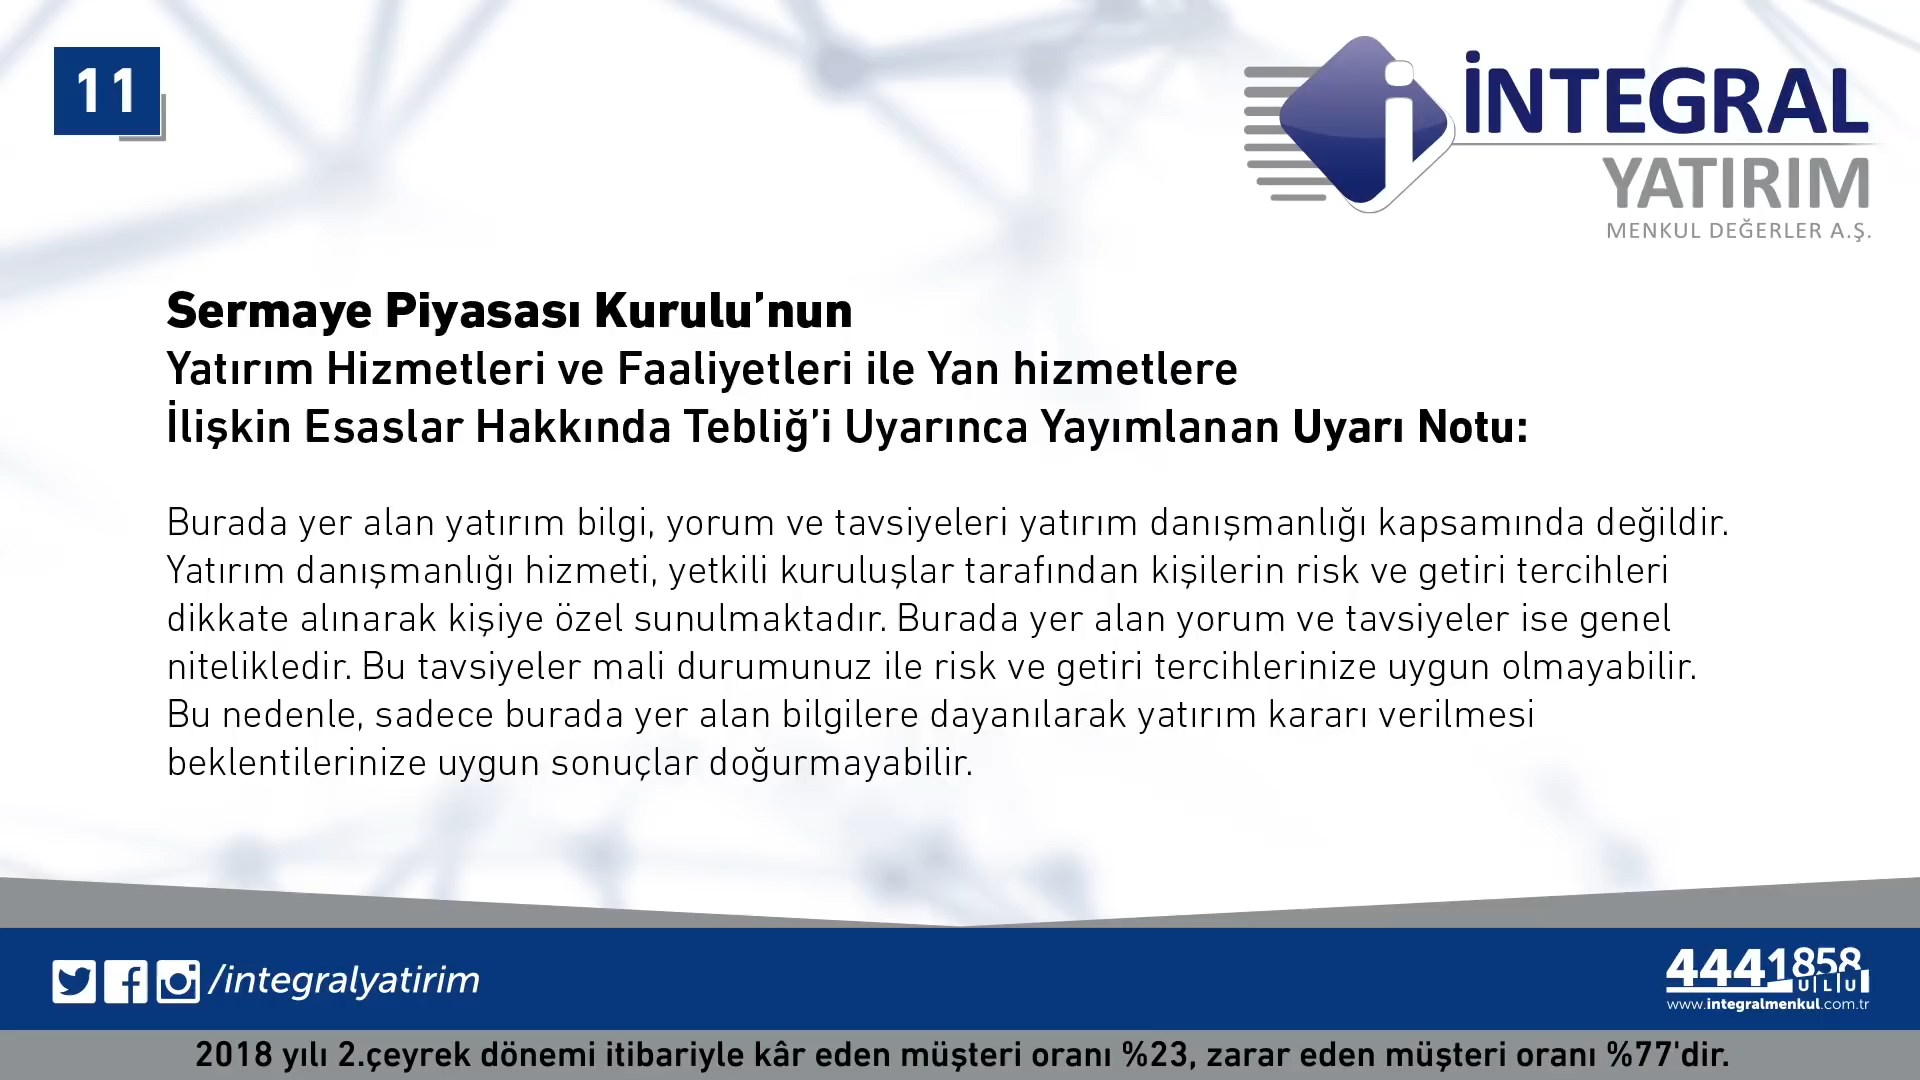 11
İNTEGRAL
YATIRIM
MENKUL DEĞERLER A.Ş.
Sermaye Piyasası Kurulu’nun
Yatırım Hizmetleri ve Faaliyetleri ile Yan hizmetlere
İlişkin Esaslar Hakkında Tebliğ’i Uyarınca Yayımlanan Uyarı Notu:
Burada yer alan yatırım bilgi, yorum ve tavsiyeleri yatırım danışmanlığı kapsamında değildir.
Yatırım danışmanlığı hizmeti, yetkili kuruluşlar tarafından kişilerin risk ve getiri tercihleri
dikkate alınarak kişiye özel sunulmaktadır. Burada yer alan yorum ve tavsiyeler ise genel
nitelikledir. Bu tavsiyeler mali durumunuz ile risk ve getiri tercihlerinize uygun olmayabilir.
Bu nedenle, sadece burada yer alan bilgilere dayanılarak yatırım kararı verilmesi
beklentilerinize uygun sonuçlar doğurmayabilir.
/integralyatirim
444 1858
ULU
www.integralmenkul.com.tr
2018 yılı 2.çeyrek dönemi itibariyle kâr eden müşteri oranı %23, zarar eden müşteri oranı %77'dir.